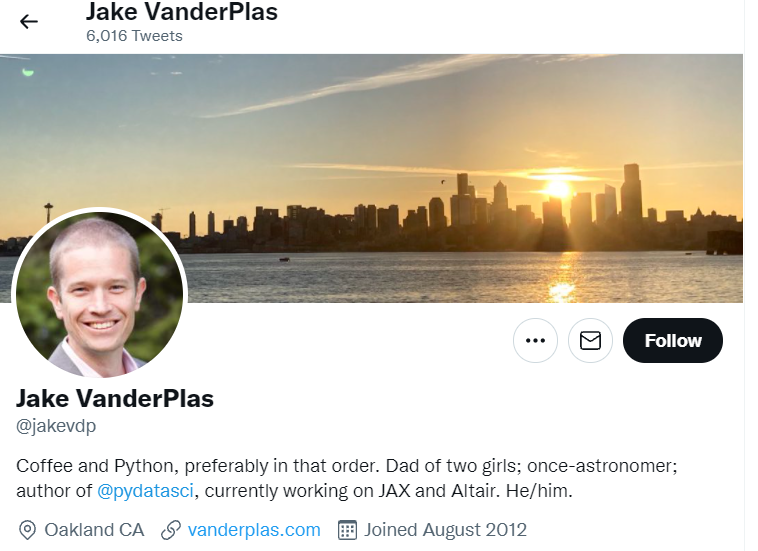 Jake VanderPlas
6,016 Tweets
Follow
Jake VanderPlas
@jakevdp
Coffee and Python, preferably in that order. Dad of two girls; once-astronomer;
author of @pydatasci, currently working on JAX and Altair. He/him.
Oakland CA vanderplas.com Joined August 2012